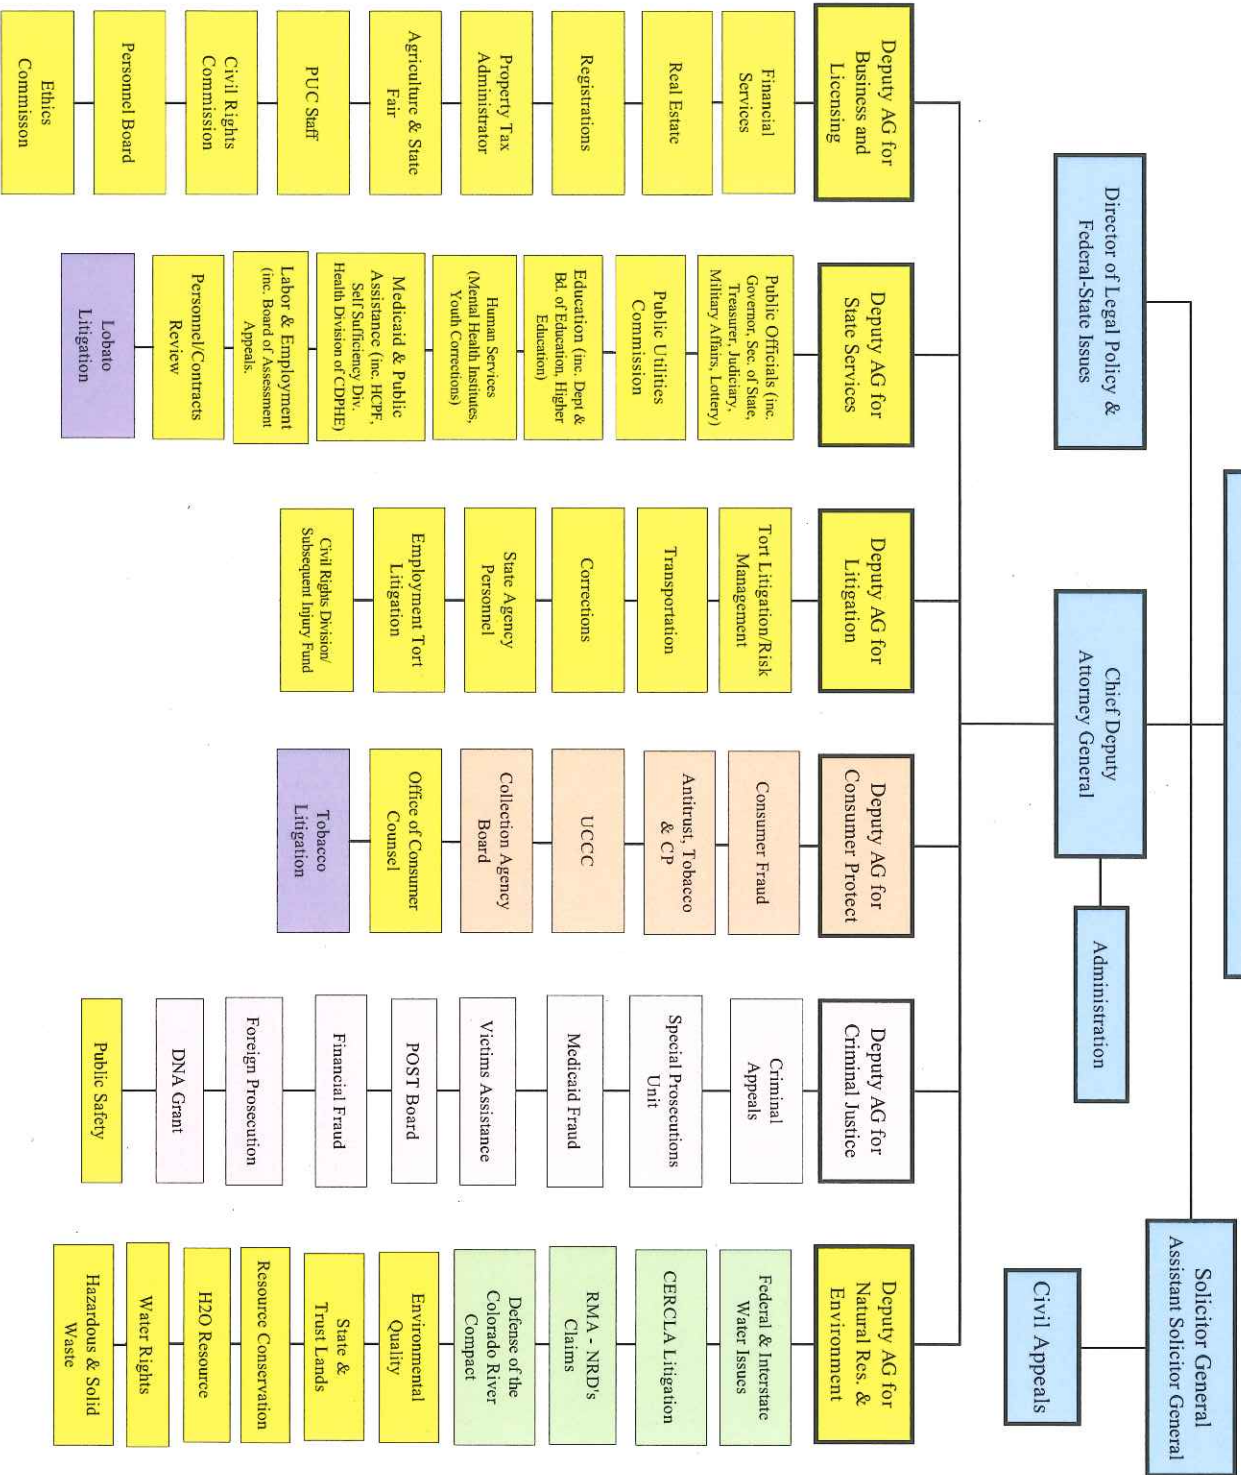 Director of Legal Policy &
Federal-State Issues
Chief Deputy
Attorney General
Administration
Solicitor General
Assistant Solicitor General
Civil Appeals
Deputy AG for
Business and
Licensing
Financial
Services
Real Estate
Registrations
Property Tax
Administrator
Agriculture & State
Fair
PUC Staff
Civil Rights
Commission
Personnel Board
Ethics
Commisson
Deputy AG for
State Services
Public Officials (inc.
Governor, Sec. of State,
Treasurer, Judiciary,
Military Affairs, Lottery)
Public Utilities
Commission
Education (inc. Dept &
Bd. of Education, Higher
Education)
Human Services
(Mental Health Institutes,
Youth Corrections)
Medicaid & Public
Assistance (inc. HCPF,
Self Sufficiency Div.
Health Division of CDPHE)
Labor & Employment
(inc. Board of Assessment
Appeals.
Personnel/Contracts
Review
Lobato
Litigation
Deputy AG for
Litigation
Tort Litigation/Risk
Management
Transportation
Corrections
State Agency
Personnel
Employment Tort
Litigation
Civil Rights Division/
Subsequent Injury Fund
Deputy AG for
Consumer Protect
Consumer Fraud
Antitrust, Tobacco
& CP
UCCC
Collection Agency
Board
Office of Consumer
Counsel
Tobacco
Litigation
Deputy AG for
Criminal Justice
Criminal
Appeals
Special Prosecutions
Unit
Medicaid Fraud
Victims Assistance
POST Board
Financial Fraud
Foreign Prosecution
DNA Grant
Public Safety
Deputy AG for
Natural Res. &
Environment
Federal & Interstate
Water Issues
CERCLA Litigation
RMA - NRD's
Claims
Defense of the
Colorado River
Compact
Environmental
Quality
State &
Trust Lands
Resource Conservation
H2O Resource
Water Rights
Hazardous & Solid
Waste